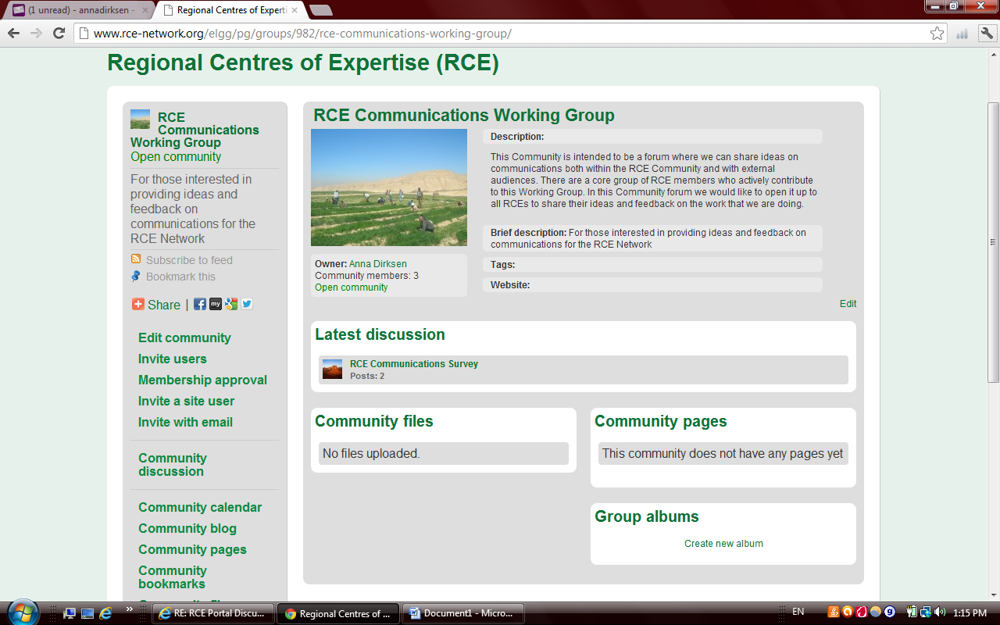 (1 unread) - annadirksen -
Regional Centres of Experti
www.rce-network.org/elgg/pg/groups/982/rce-communications-working-group/
Regional Centres of Expertise (RCE)
RCE
Communications
Working Group
Open community
For those interested in
providing ideas and
feedback on
communications for the
RCE Network
Subscribe to feed
Bookmark this
Share |
my
Edit community
Invite users
Membership approval
Invite a site user
Invite with email
Community
discussion
Community calendar
Community blog
Community pages
Community
bookmarks
RCE Communications Working Group
Owner: Anna Dirksen
Community members: 3
Open community
Description:
This Community is intended to be a forum where we can share ideas on
communications both within the RCE Community and with external
audiences. There are a core group of RCE members who actively contribute
to this Working Group. In this Community forum we would like to open it up to
all RCEs to share their ideas and feedback on the work that we are doing.
Brief description: For those interested in providing ideas and feedback on
communications for the RCE Network
Tags:
Website:
Edit
Latest discussion
RCE Communications Survey
Posts: 2
Community files
No files uploaded.
Community pages
This community does not have any pages yet
Group albums
Create new album
RE: RCE Portal Discu...
Regional Centres of ...
Document1 - Micro...
EN
1:15 PM